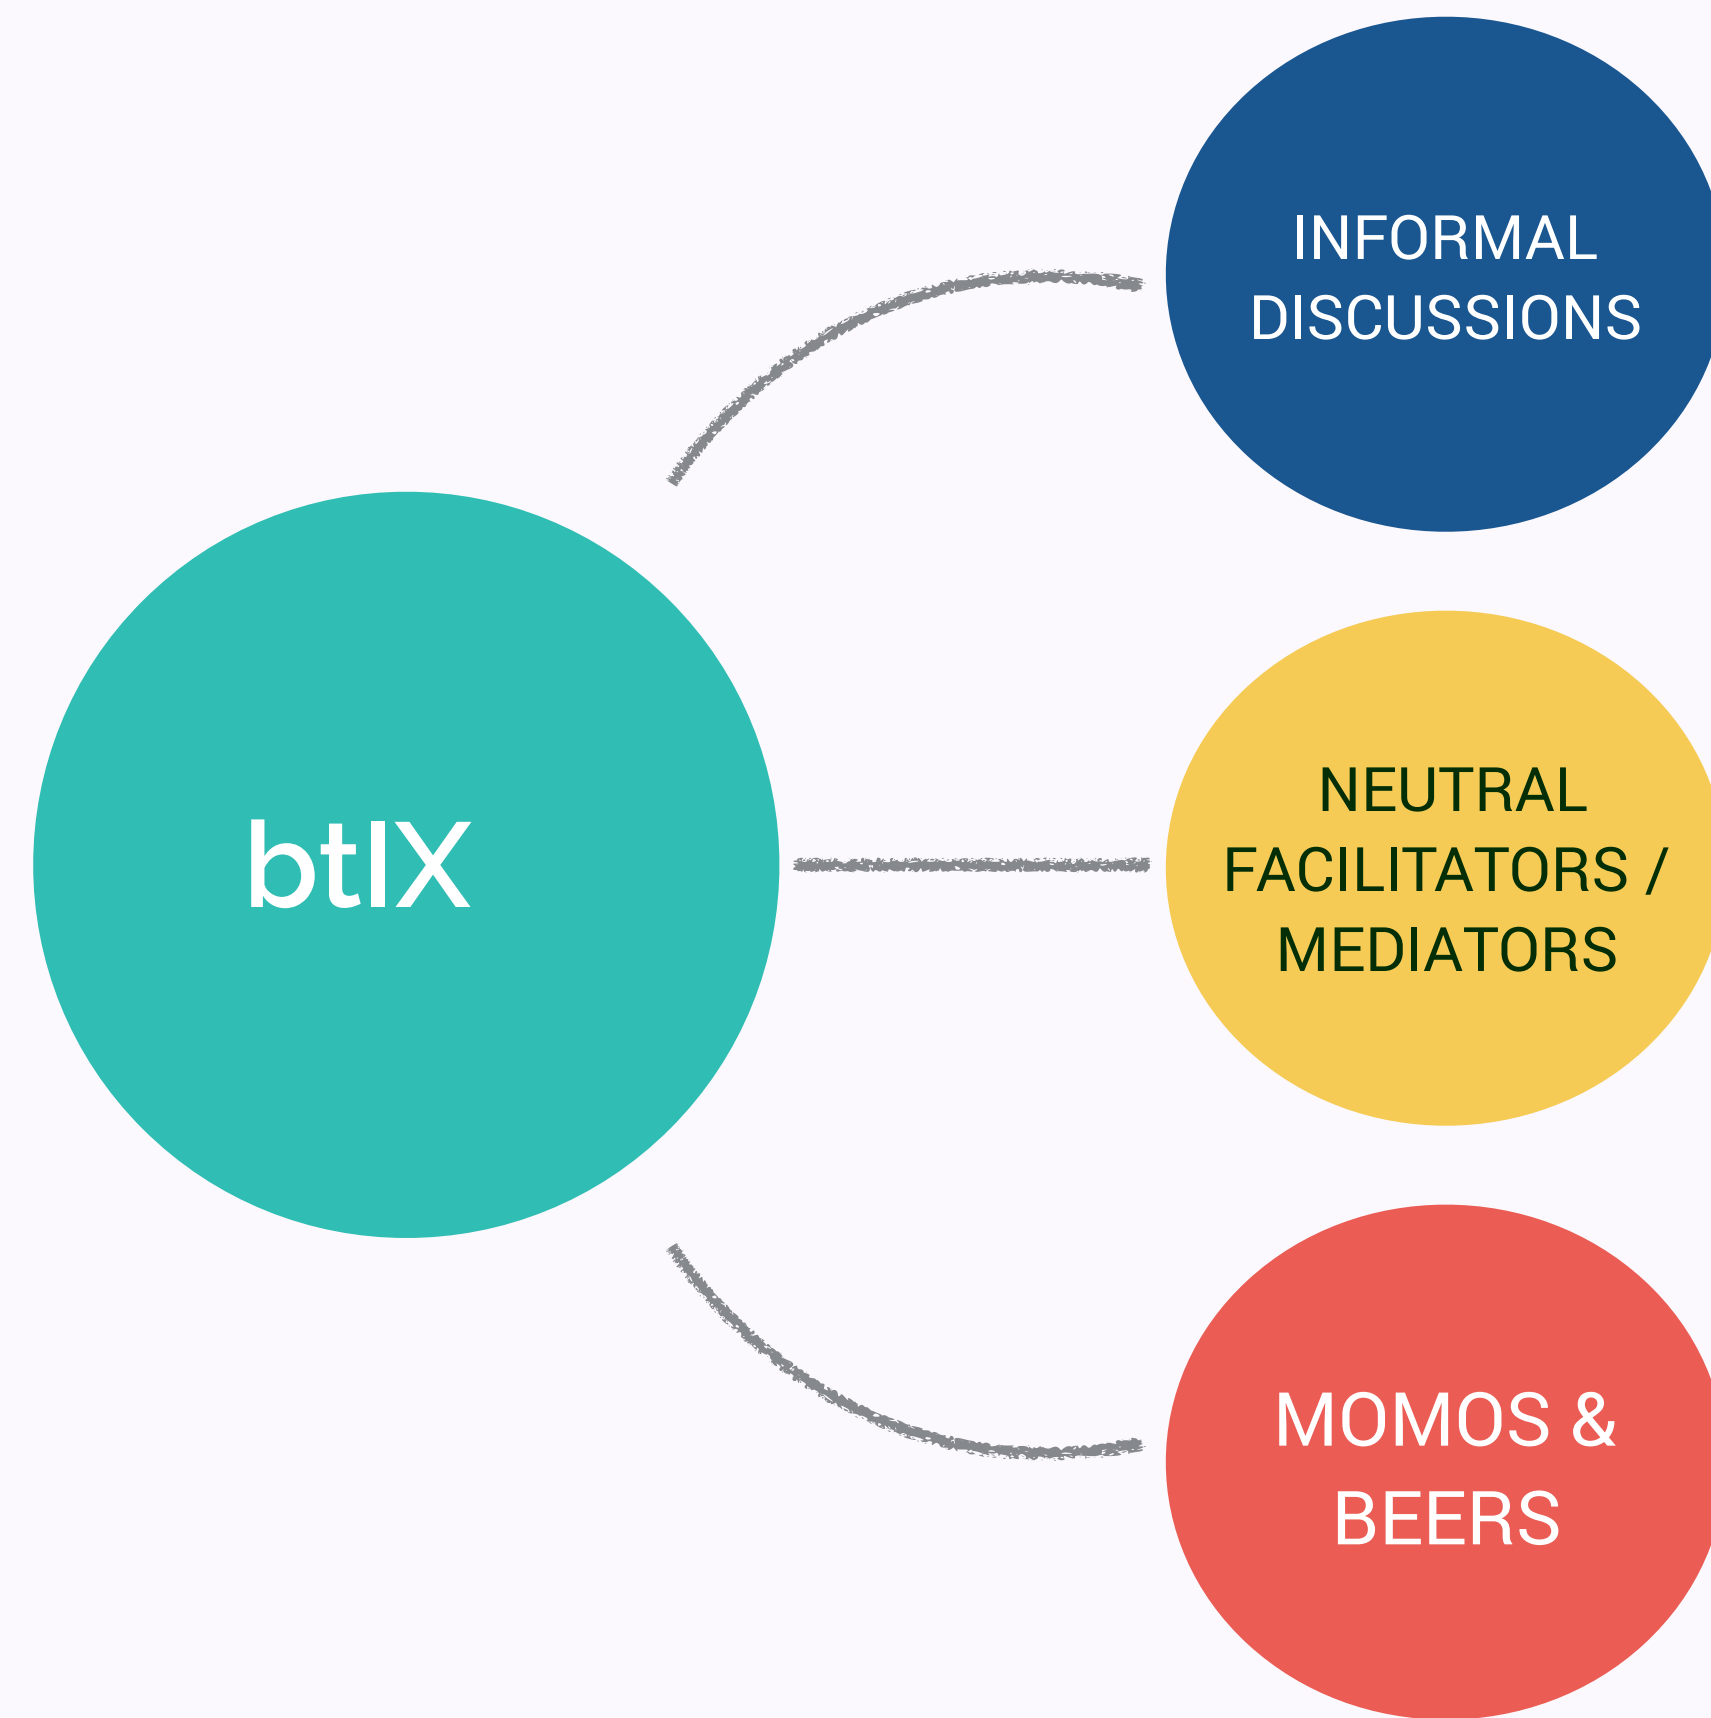 INFORMAL
DISCUSSIONS
btIX
NEUTRAL
FACILITATORS /
MEDIATORS
MOMOS &
BEERS